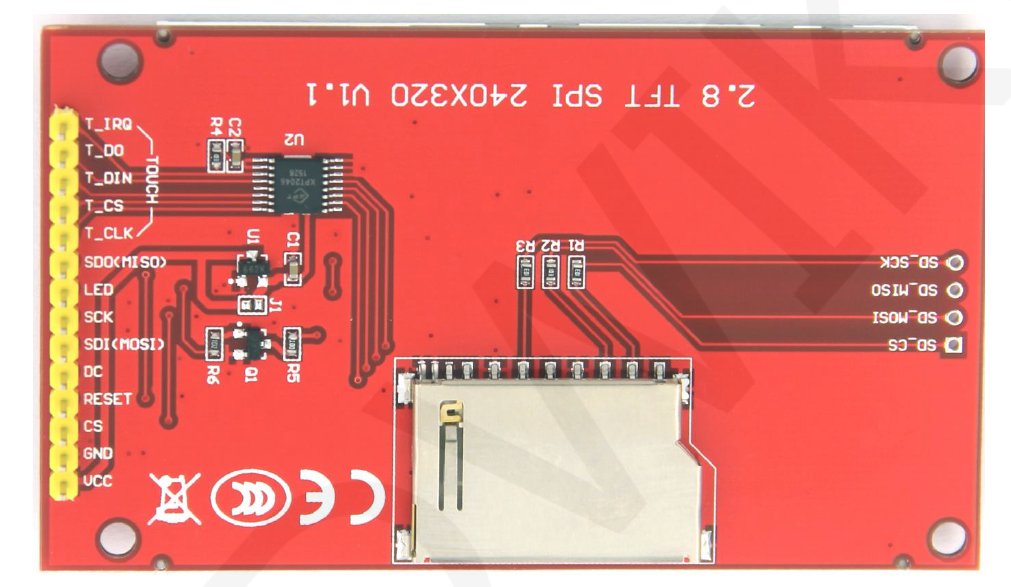 2.8 TFT SPI 240X320 V1.1
T_IRQ
T_DO
T_DIN
T_CS
T_CLK
TOUCH
SDO(MISO)
LED
SCK
SDI(MOSI)
DC
RESET
CS
GND
VCC
R4
C2
U2
XPT2046
U1
C1
J1
R6
Q1
R5
R3
R2
R1
SD_SCK
SD_MISO
SD_MOSI
SD_CS
CE